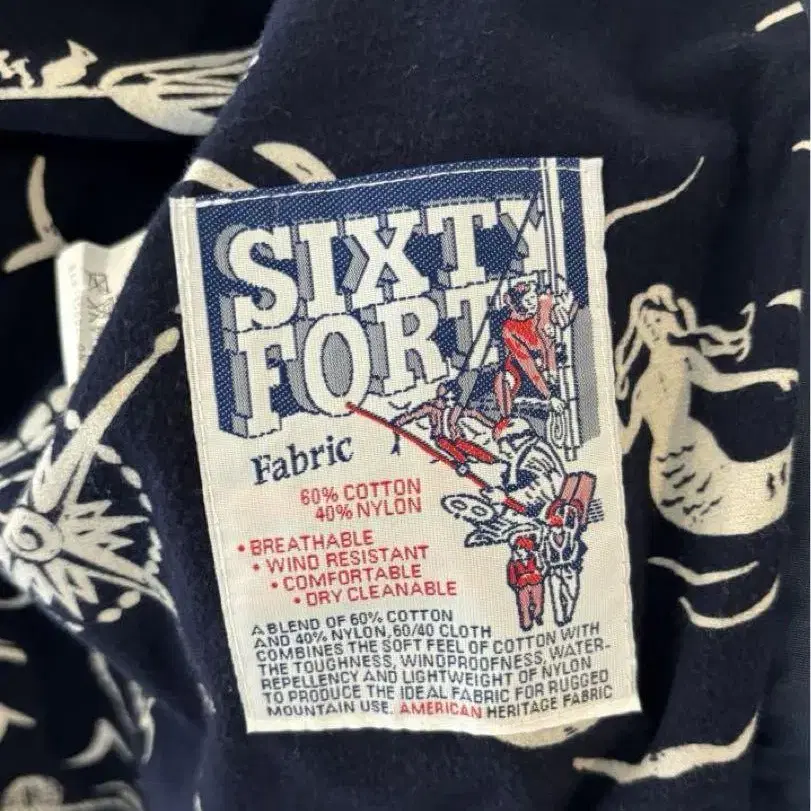 SIXTY
FORTY
Fabric
60% COTTON
40% NYLON
• BREATHABLE
• WIND RESISTANT
• COMFORTABLE
• DRY CLEANABLE
A BLEND OF 60% COTTON
AND 40% NYLON, 60/40 CLOTH
COMBINES THE SOFT FEEL OF COTTON WITH
THE TOUGHNESS, WINDPROOFNESS, WATER-
REPELLENCY AND LIGHTWEIGHT OF NYLON
TO PRODUCE THE IDEAL FABRIC FOR RUGGED
MOUNTAIN USE. AMERICAN HERITAGE FABRIC